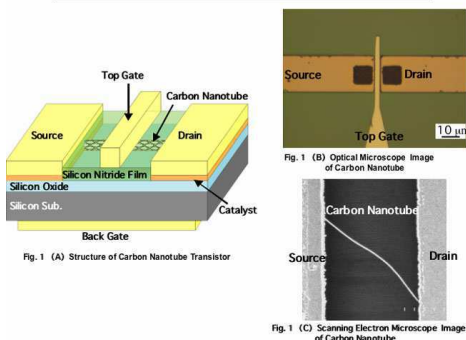 Top Gate
Carbon Nanotube
Source
Drain
Silicon Nitride Film
Silicon Oxide
Silicon Sub.
Catalyst
Back Gate
Fig. 1 (A) Structure of Carbon Nanotube Transistor
Source
Drain
10 μm
Top Gate
Fig. 1 (B) Optical Microscope Image
of Carbon Nanotube
Carbon Nanotube
Source
Drain
Fig. 1 (C) Scanning Electron Microscope Image
of Carbon Nanotube